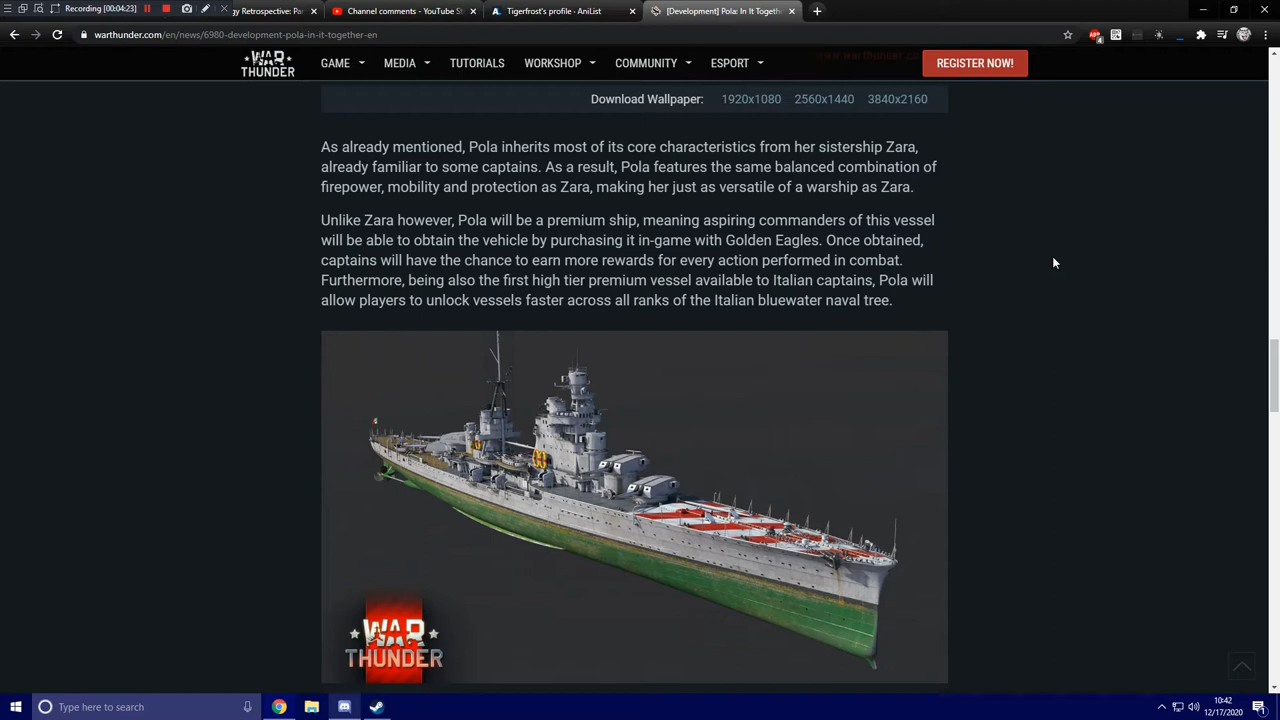 Recording [00:04:23]
gy Retrospective: Pe
Channel comments - YouTube St
Tigerfrost's profile · AniList
[Development] Pola: In It Togeth
warthunder.com/en/news/6980-development-pola-in-it-together-en
WAR THUNDER
GAME MEDIA TUTORIALS WORKSHOP COMMUNITY ESPORT REGISTER NOW!
Download Wallpaper: 1920x1080 2560x1440 3840x2160
As already mentioned, Pola inherits most of its core characteristics from her sistership Zara,
already familiar to some captains. As a result, Pola features the same balanced combination of
firepower, mobility and protection as Zara, making her just as versatile of a warship as Zara.
Unlike Zara however, Pola will be a premium ship, meaning aspiring commanders of this vessel
will be able to obtain the vehicle by purchasing it in-game with Golden Eagles. Once obtained,
captains will have the chance to earn more rewards for every action performed in combat.
Furthermore, being also the first high tier premium vessel available to Italian captains, Pola will
allow players to unlock vessels faster across all ranks of the Italian bluewater naval tree.
WAR
THUNDER
Type here to search
10:42
12/17/2020